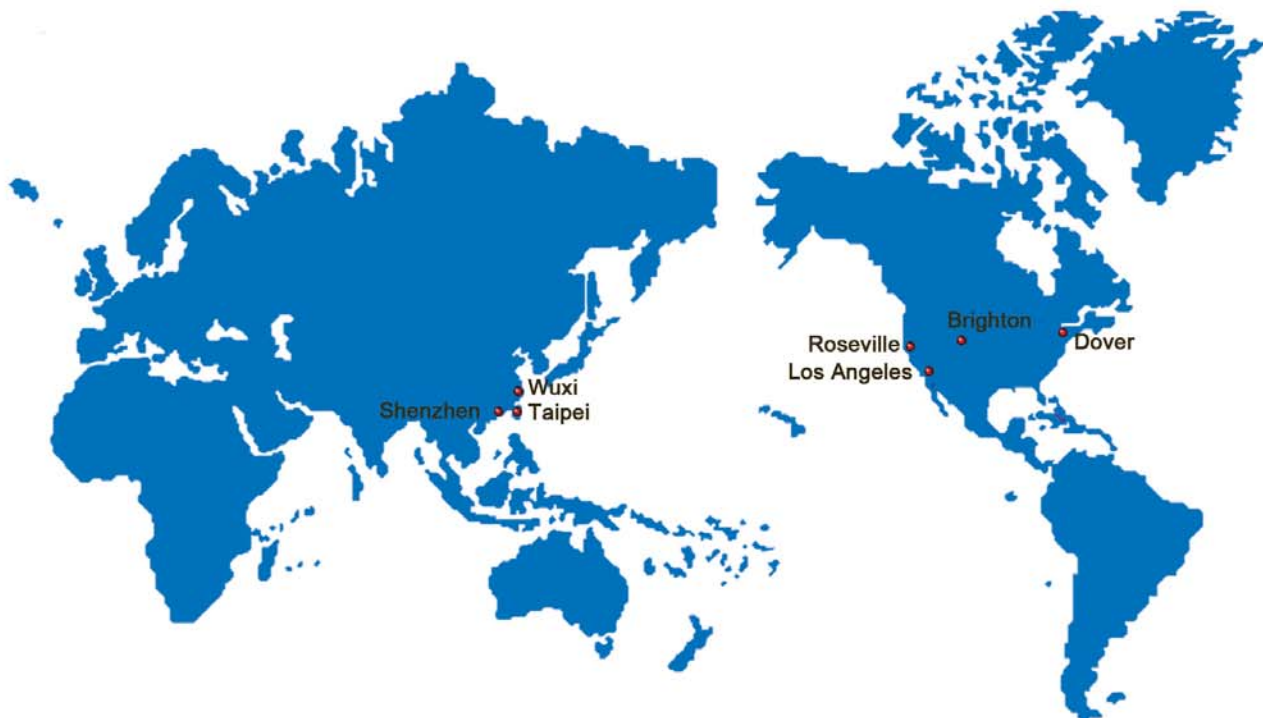 Brighton
Roseville
Dover
Los Angeles
Wuxi
Shenzhen
Taipei